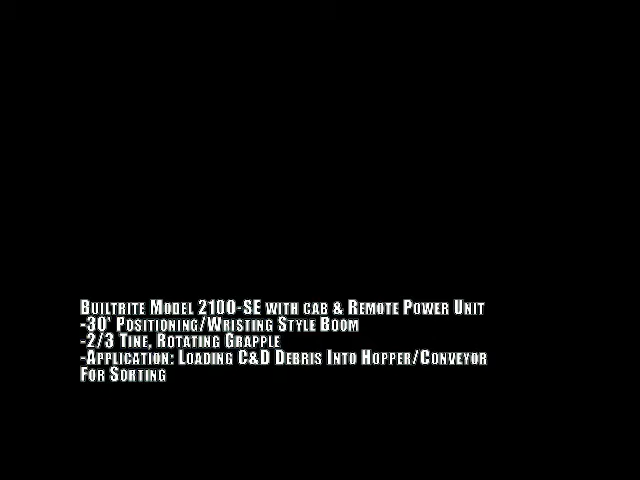 Builtrite Model 2100-SE with cab & Remote Power Unit
-30' Positioning/Wristing Style Boom
-2/3 Tine, Rotating Grapple
-Application: Loading C&D Debris Into Hopper/Conveyor
For Sorting